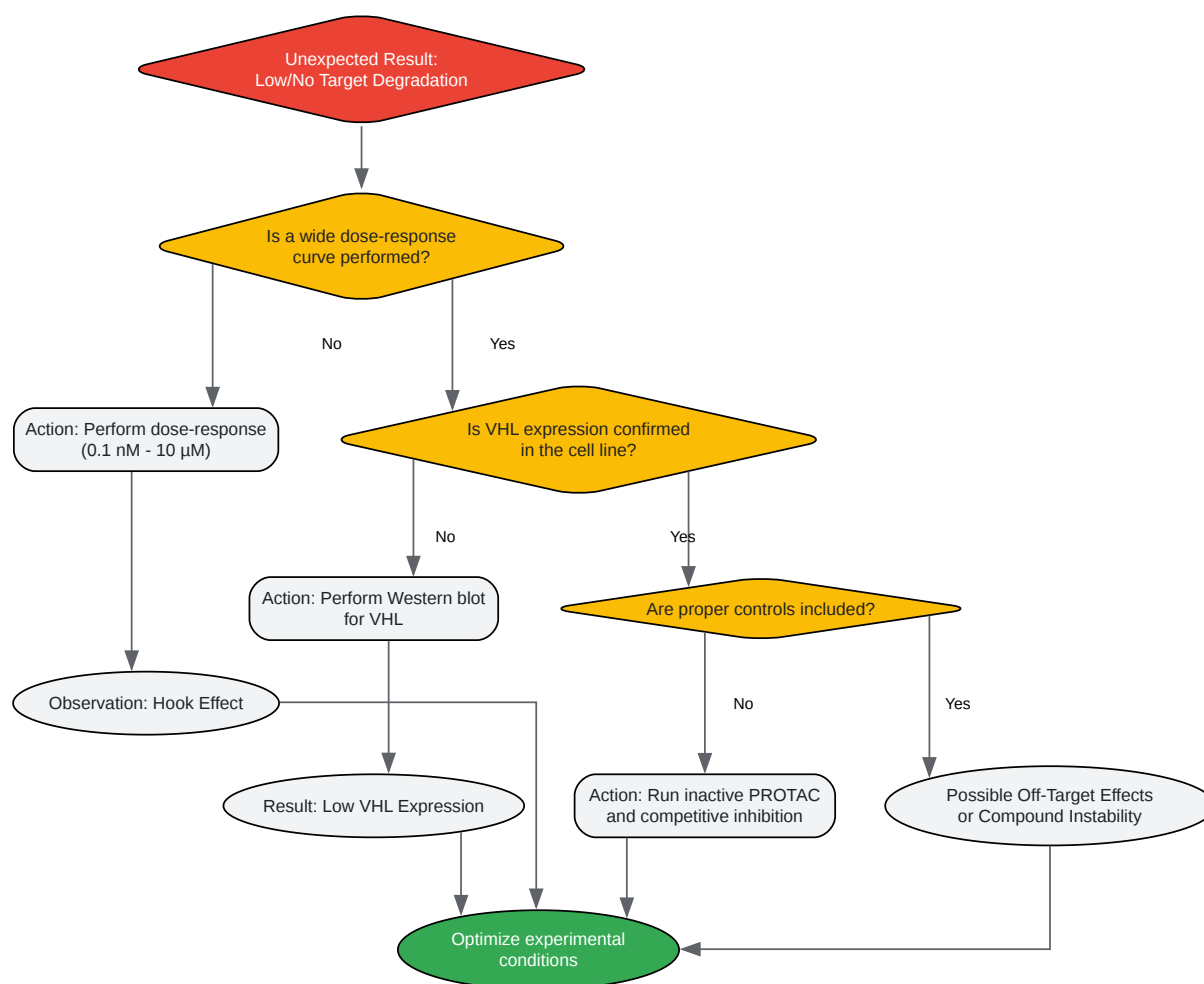 Unexpected Result:
Low/No Target Degradation
Is a wide dose-response
curve performed?
No
Yes
Action: Perform dose-response
(0.1 nM - 10 µM)
Is VHL expression confirmed
in the cell line?
No
Yes
Action: Perform Western blot
for VHL
Are proper controls included?
Observation: Hook Effect
No
Yes
Result: Low VHL Expression
Action: Run inactive PROTAC
and competitive inhibition
Possible Off-Target Effects
or Compound Instability
Optimize experimental
conditions